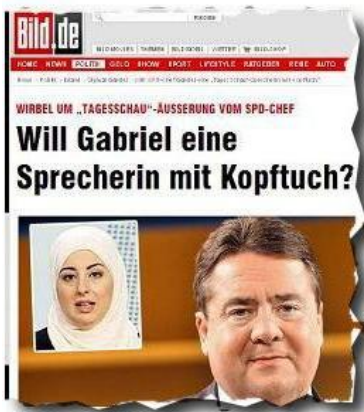 Bild.de
HOME NEWS POLITIK GELD SHOW SPORT LIFESTYLE RATGEBER REISE AUTO
WIRBEL UM „TAGESSCHAU“-ÄUSSERUNG VOM SPD-CHEF
Will Gabriel eine
Sprecherin mit Kopftuch?